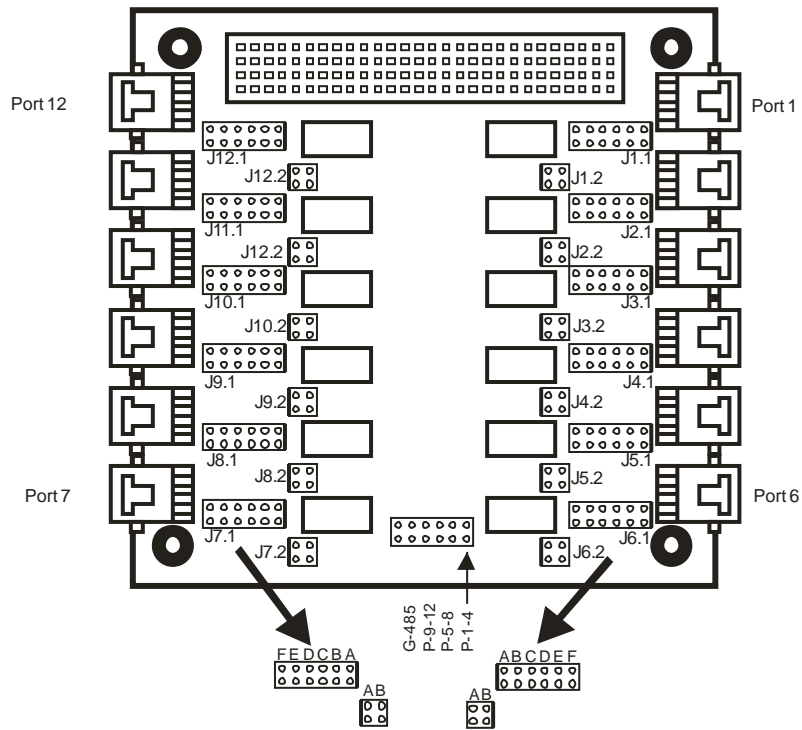 Port 12
Port 1
J12.1
J1.1
J12.2
J1.2
J11.1
J2.1
J12.2
J2.2
J10.1
J3.1
J10.2
J3.2
J9.1
J4.1
J9.2
J4.2
J8.1
J5.1
J8.2
J5.2
Port 7
Port 6
J7.1
J6.1
J7.2
J6.2
G-485
P-9-12
P-5-8
P-1-4
FEDCBA
ABCDEF
AB
AB